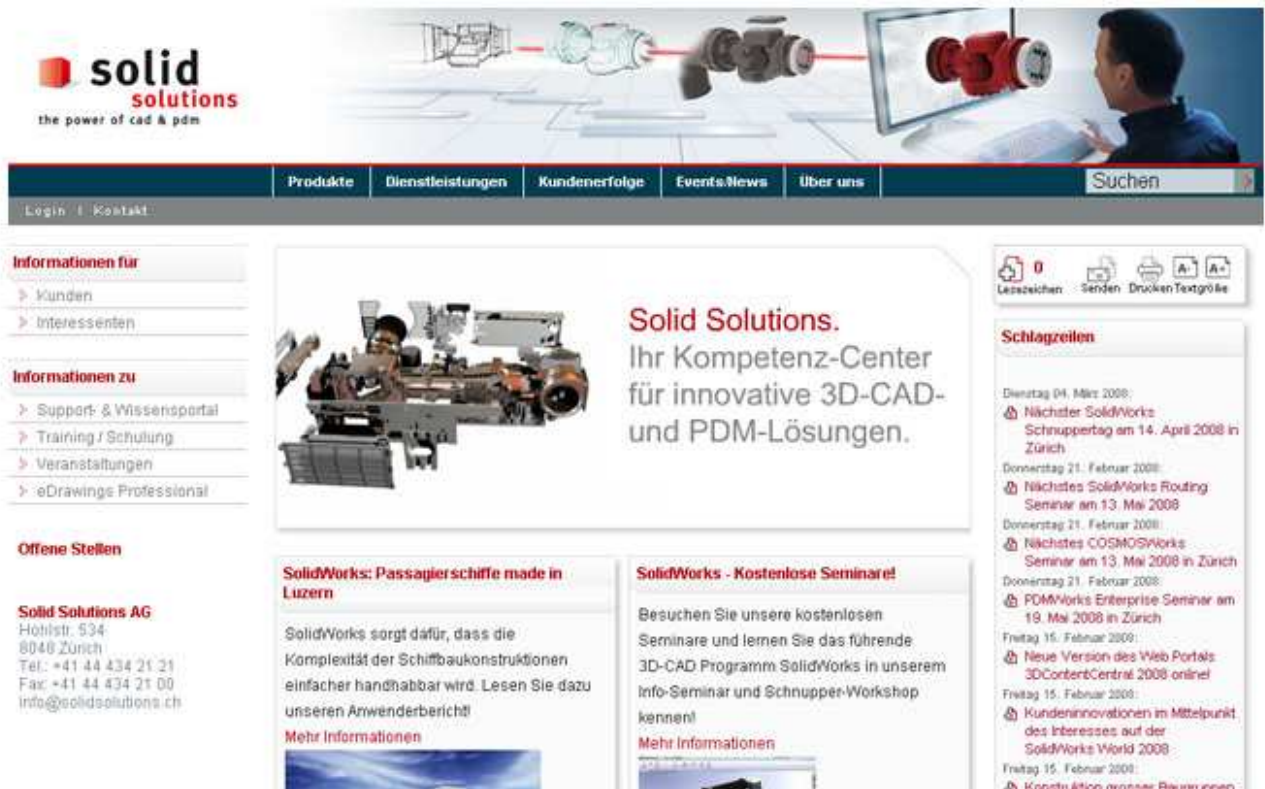 solid
solutions
the power of cad & pdm
Produkte Dienstleistungen Kundenerfolge Events/News Über uns Suchen
Login | Kontakt
Informationen für
Kunden
Interessenten
Informationen zu
Support- & Wissensportal
Training / Schulung
Veranstaltungen
eDrawings Professional
Offene Stellen
Solid Solutions AG
Hohlstr. 534
8048 Zürich
Tel.: +41 44 434 21 21
Fax: +41 44 434 21 00
info@solidsolutions.ch
Solid Solutions.
Ihr Kompetenz-Center
für innovative 3D-CAD-
und PDM-Lösungen.
SolidWorks: Passagierschiffe made in
Luzern
SolidWorks sorgt dafür, dass die
Komplexität der Schiffbaukonstruktionen
einfacher handhabbar wird. Lesen Sie dazu
unseren Anwenderbericht!
Mehr Informationen
SolidWorks - Kostenlose Seminare!
Besuchen Sie unsere kostenlosen
Seminare und lernen Sie das führende
3D-CAD Programm SolidWorks in unserem
Info-Seminar und Schnupper-Workshop
kennen!
Mehr Informationen
0 A- A+
Lesezeichen Senden Drucken Textgröße
Schlagzeilen
Dienstag 04. März 2008:
Nächster SolidWorks
Schnuppertag am 14. April 2008 in
Zürich
Donnerstag 21. Februar 2008:
Nächstes SolidWorks Routing
Seminar am 13. Mai 2008
Donnerstag 21. Februar 2008:
Nächstes COSMOSWorks
Seminar am 13. Mai 2008 in Zürich
Donnerstag 21. Februar 2008:
PDMWorks Enterprise Seminar am
19. Mai 2008 in Zürich
Freitag 15. Februar 2008:
Neue Version des Web Portals
3DContentCentral 2008 online!
Freitag 15. Februar 2008:
Kundeninnovationen im Mittelpunkt
des Interesses auf der
SolidWorks World 2008
Freitag 15. Februar 2008:
Konstruktion grosser Baugruppen